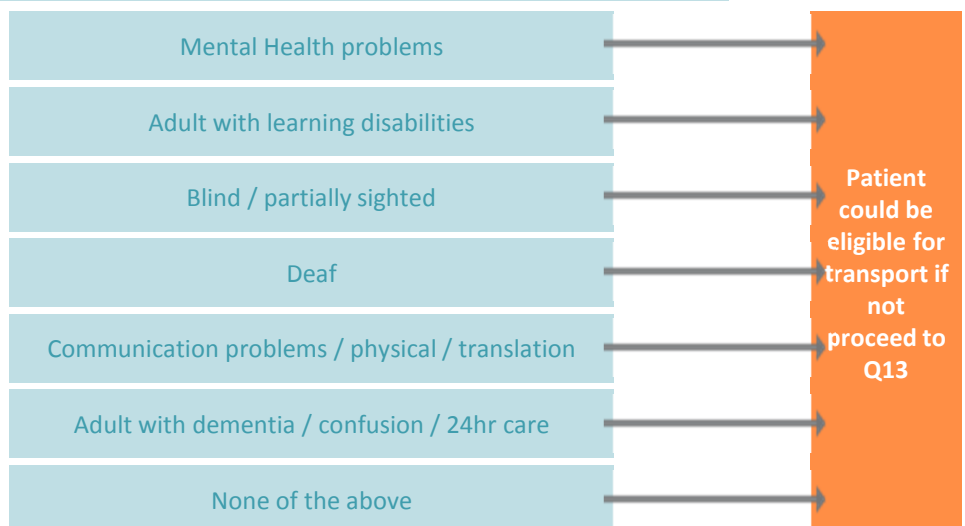 Mental Health problems
Adult with learning disabilities
Blind / partially sighted
Deaf
Communication problems / physical / translation
Adult with dementia / confusion / 24hr care
None of the above
Patient
could be
eligible for
transport if
not
proceed to
Q13